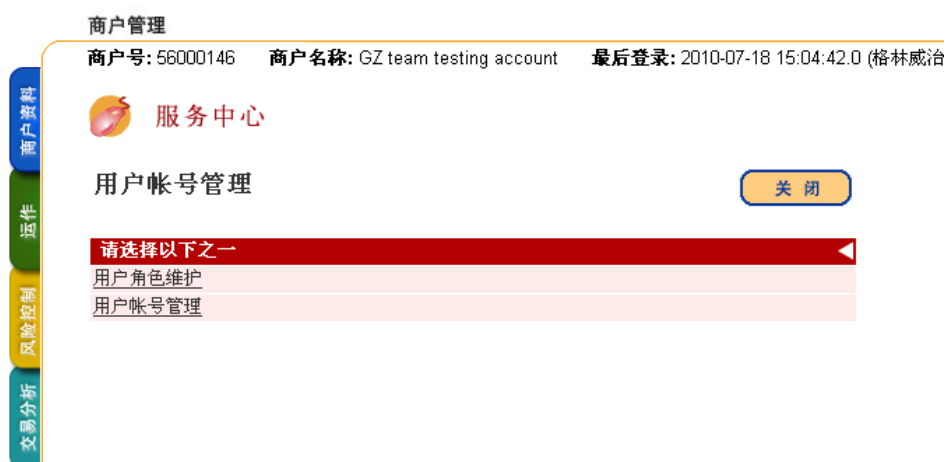 商户管理
商户号: 56000146 商户名称: GZ team testing account 最后登录: 2010-07-18 15:04:42.0 (格林威治
商户资料
服务中心
用户帐号管理
关 闭
运作
请选择以下之一
用户角色维护
用户帐号管理
风险控制
交易分析